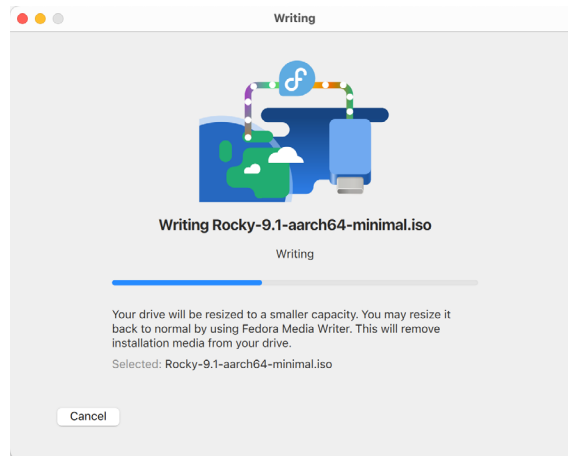 Writing
Writing Rocky-9.1-aarch64-minimal.iso
Writing
Your drive will be resized to a smaller capacity. You may resize it
back to normal by using Fedora Media Writer. This will remove
installation media from your drive.
Selected: Rocky-9.1-aarch64-minimal.iso
Cancel